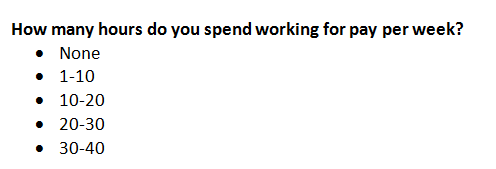 How many hours do you spend working for pay per week?
• None
• 1-10
• 10-20
• 20-30
• 30-40